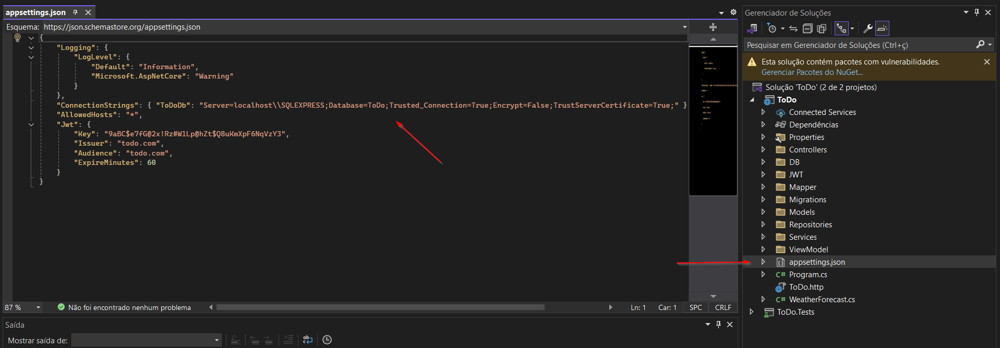 appsettings.json
Esquema: https://json.schemastore.org/appsettings.json
{
"Logging": {
"LogLevel": {
"Default": "Information",
"Microsoft.AspNetCore": "Warning"
}
},
"ConnectionStrings": { "ToDoDb": "Server=localhost\\SQLEXPRESS;Database=ToDo;Trusted_Connection=True;Encrypt=False;TrustServerCertificate=True;" }
"AllowedHosts": "*",
"Jwt": {
"Key": "9aBC$e7fG@2x!Rz#W1Lp@hZt$Q8uKmXpF6NqVzY3",
"Issuer": "todo.com",
"Audience": "todo.com",
"ExpireMinutes": 60
}
}
87 % Não foi encontrado nenhum problema Ln: 1 Car: 1 SPC CRLF
Saída
Mostrar saída de:
Gerenciador de Soluções
Pesquisar em Gerenciador de Soluções (Ctrl+ç)
Esta solução contém pacotes com vulnerabilidades.
Gerenciar Pacotes do NuGet...
Solução 'ToDo' (2 de 2 projetos)
ToDo
Connected Services
Dependências
Properties
Controllers
DB
JWT
Mapper
Migrations
Models
Repositories
Services
ViewModel
appsettings.json
C# Program.cs
ToDo.http
C# WeatherForecast.cs
ToDo.Tests